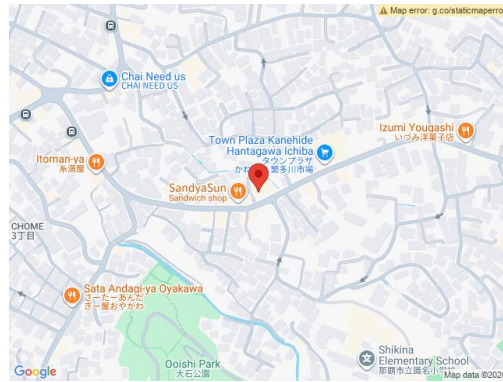 Map error: g.co/staticmaperro
Chai Need us
CHAI NEED US
Town Plaza Kanehide
Hantagawa Ichiba
タウンプラザ
かね
繁多川市場
Izumi Yougashi
いづみ洋菓子店
Itoman-ya
糸満屋
SandyaSun
Sandwich shop
CHOME
3丁目
Sata Andagi-ya Oyakawa
さーたーあんだ
ぎー屋おやかわ
Ooishi Park
大石公園
Shikina
Elementary School
那覇市立識名小学校
Google
Map data ©202